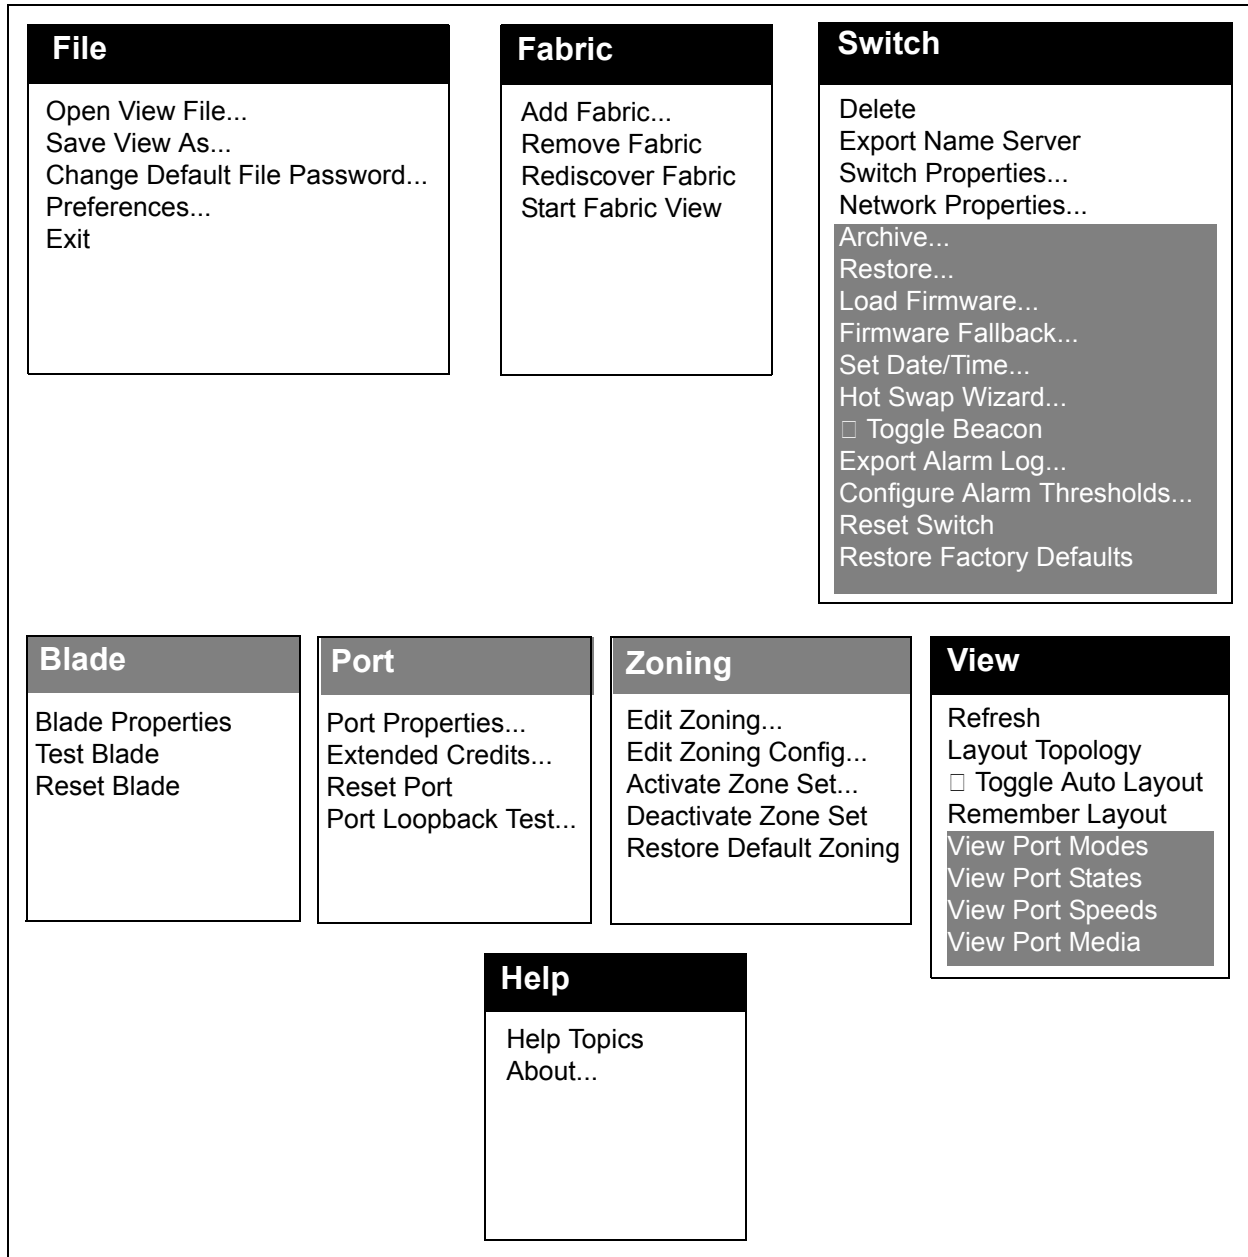 File
Open View File...
Save View As...
Change Default File Password...
Preferences...
Exit
Fabric
Add Fabric...
Remove Fabric
Rediscover Fabric
Start Fabric View
Switch
Delete
Export Name Server
Switch Properties...
Network Properties...
Archive...
Restore...
Load Firmware...
Firmware Fallback...
Set Date/Time...
Hot Swap Wizard...
□ Toggle Beacon
Export Alarm Log...
Configure Alarm Thresholds...
Reset Switch
Restore Factory Defaults
Blade
Blade Properties
Test Blade
Reset Blade
Port
Port Properties...
Extended Credits...
Reset Port
Port Loopback Test...
Zoning
Edit Zoning...
Edit Zoning Config...
Activate Zone Set...
Deactivate Zone Set
Restore Default Zoning
View
Refresh
Layout Topology
□ Toggle Auto Layout
Remember Layout
View Port Modes
View Port States
View Port Speeds
View Port Media
Help
Help Topics
About...